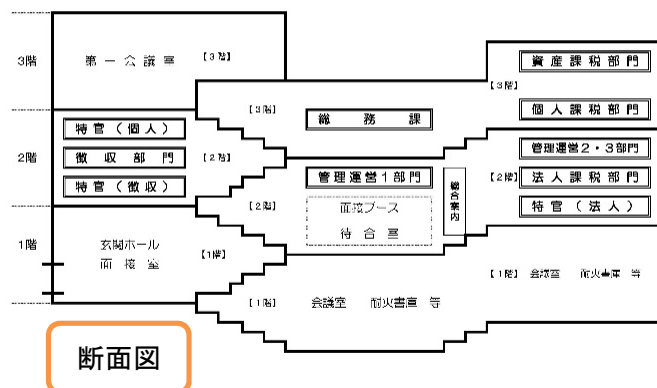 3階
第一会議室
【3階】
2階
特官（個人）
徴収部門
特官（徴収）
【2階】
1階
玄関ホール
面接室
【1階】
【3階】
総務課
【2階】
管理運営1部門
面接ブース
待合室
総合案内
【1階】
会議室 耐火書庫 等
【3階】
資産課税部門
個人課税部門
【2階】
管理運営2・3部門
法人課税部門
特官（法人）
【1階】
会議室 耐火書庫 等
断面図